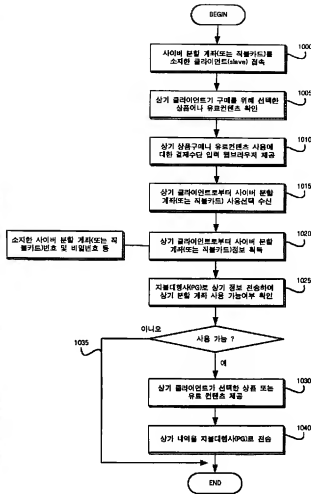 BEGIN
1000
사이버 분할 계좌(또는 직불카드)를
소지한 클라이언트(slave) 접속
1005
상기 클라이언트가 구매를 위해 선택한
상품이나 유료컨텐츠 확인
1010
상기 상품구매나 유료컨텐츠 사용에
대한 결제수단 입력 웹브라우저 제공
1015
상기 클라이언트로부터 사이버 분할
계좌(또는 직불카드) 사용선택 수신
1020
소지한 사이버 분할 계좌(또는 직
불카드)번호 및 비밀번호 등
상기 클라이언트로부터 사이버 분할
계좌(또는 직불카드)정보 획득
1025
지불대행사(PG)로 상기 정보 전송하여
상기 분할 계좌 사용 가능여부 확인
1035
아니오
사용 가능 ?
예
1030
상기 클라이언트가 선택한 상품 또는
유료 컨텐츠 제공
1040
상기 내역을 지불대행사(PG)로 전송
END